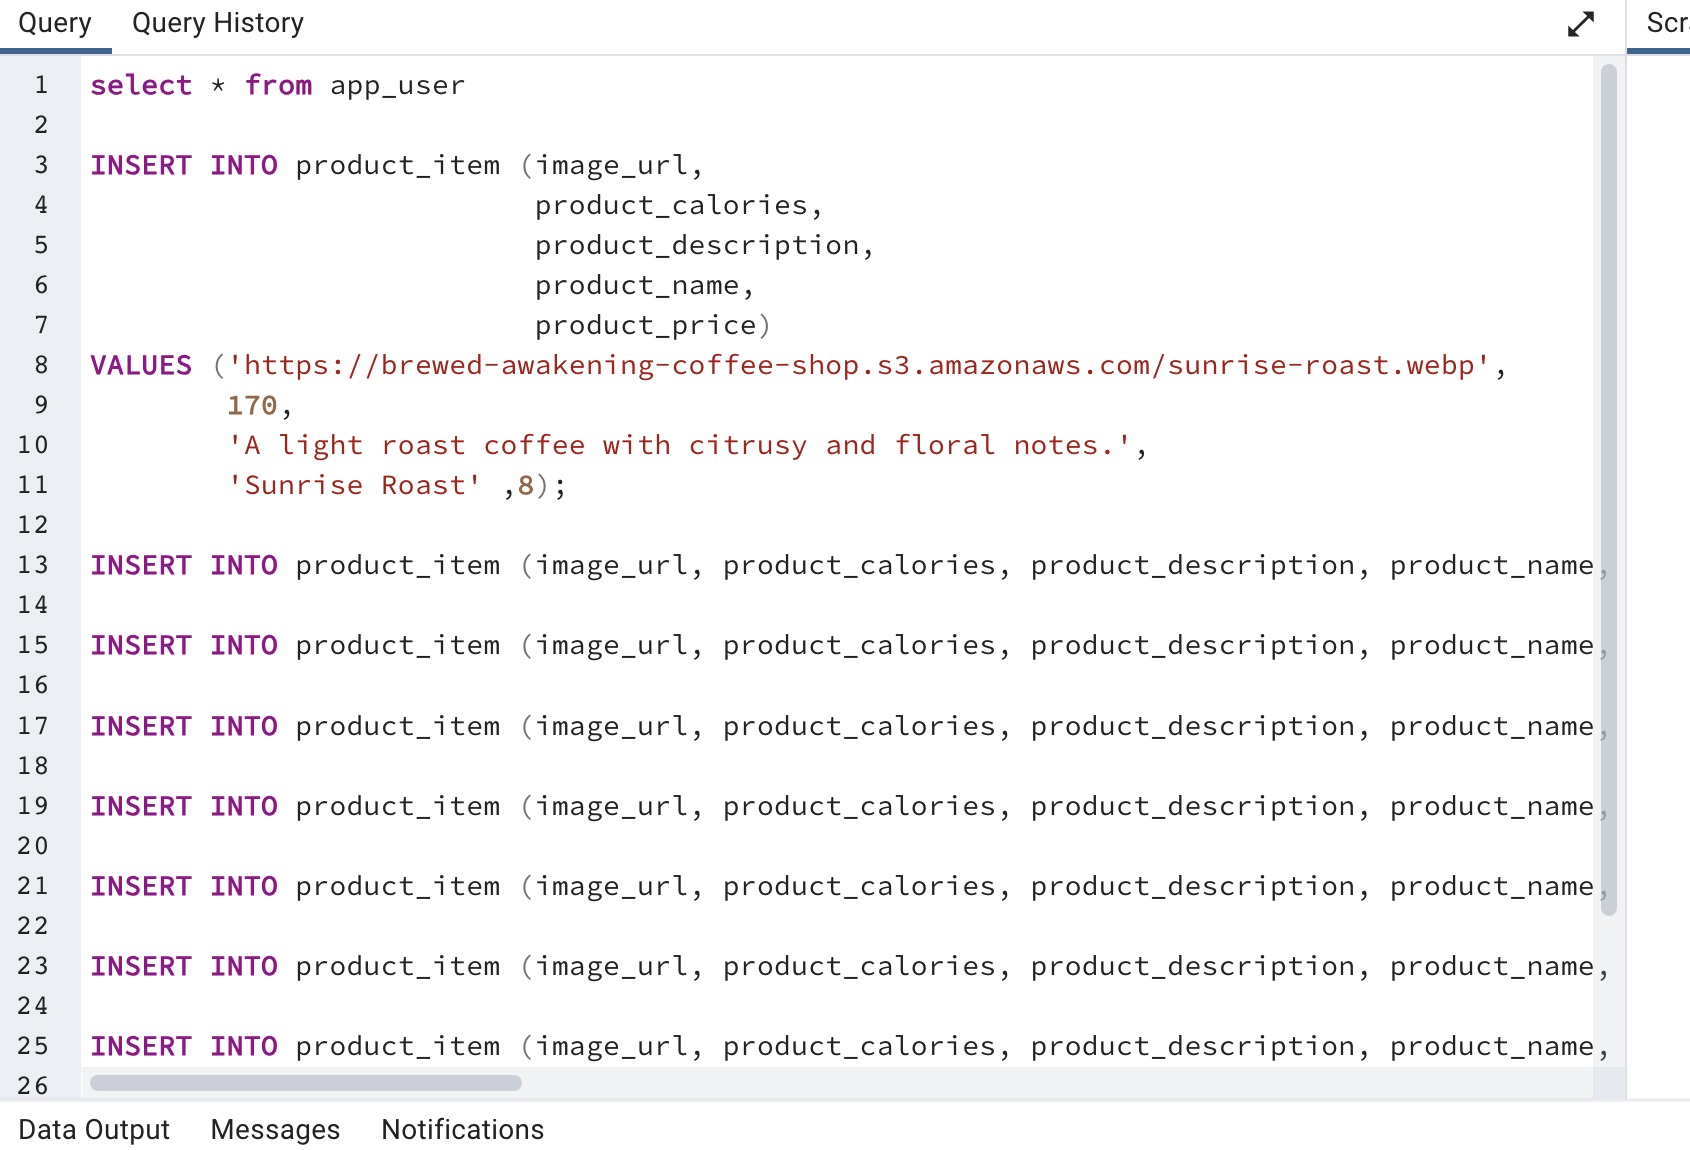 Query Query History Scr
1 select * from app_user
2
3 INSERT INTO product_item (image_url,
4 product_calories,
5 product_description,
6 product_name,
7 product_price)
8 VALUES ('https://brewed-awakening-coffee-shop.s3.amazonaws.com/sunrise-roast.webp',
9 170,
10 'A light roast coffee with citrusy and floral notes.',
11 'Sunrise Roast' ,8);
12
13 INSERT INTO product_item (image_url, product_calories, product_description, product_name,
14
15 INSERT INTO product_item (image_url, product_calories, product_description, product_name,
16
17 INSERT INTO product_item (image_url, product_calories, product_description, product_name,
18
19 INSERT INTO product_item (image_url, product_calories, product_description, product_name,
20
21 INSERT INTO product_item (image_url, product_calories, product_description, product_name,
22
23 INSERT INTO product_item (image_url, product_calories, product_description, product_name,
24
25 INSERT INTO product_item (image_url, product_calories, product_description, product_name,
26
Data Output Messages Notifications